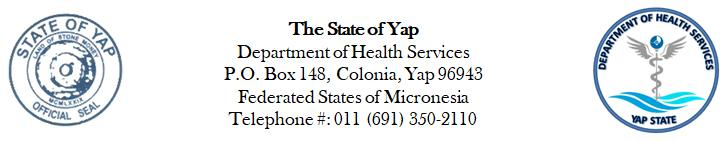 STATE OF YAP
LAND OF STONE MONEY
MCMLXXIX
OFFICIAL SEAL
The State of Yap
Department of Health Services
P.O. Box 148, Colonia, Yap 96943
Federated States of Micronesia
Telephone #: 011 (691) 350-2110
DEPARTMENT OF HEALTH SERVICES
YAP STATE